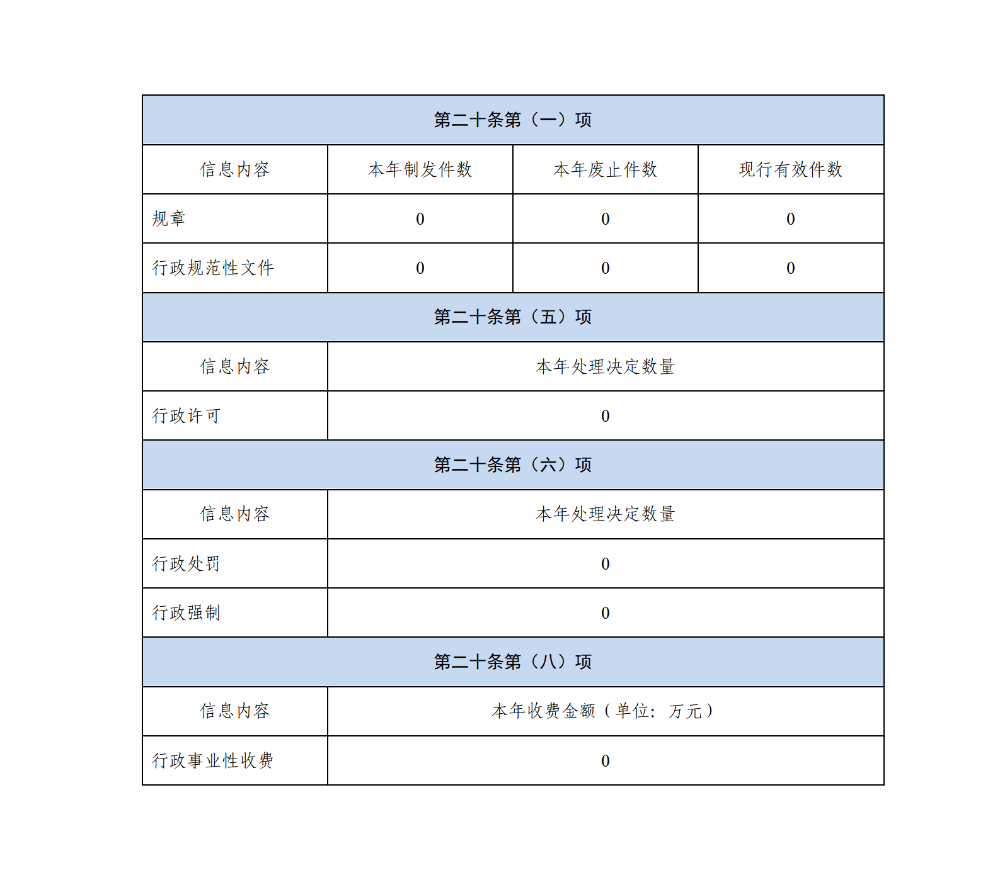 第二十条第（一）项
信息内容 本年制发件数 本年废止件数 现行有效件数
规章 0 0 0
行政规范性文件 0 0 0
第二十条第（五）项
信息内容 本年处理决定数量
行政许可 0
第二十条第（六）项
信息内容 本年处理决定数量
行政处罚 0
行政强制 0
第二十条第（八）项
信息内容 本年收费金额（单位：万元）
行政事业性收费 0